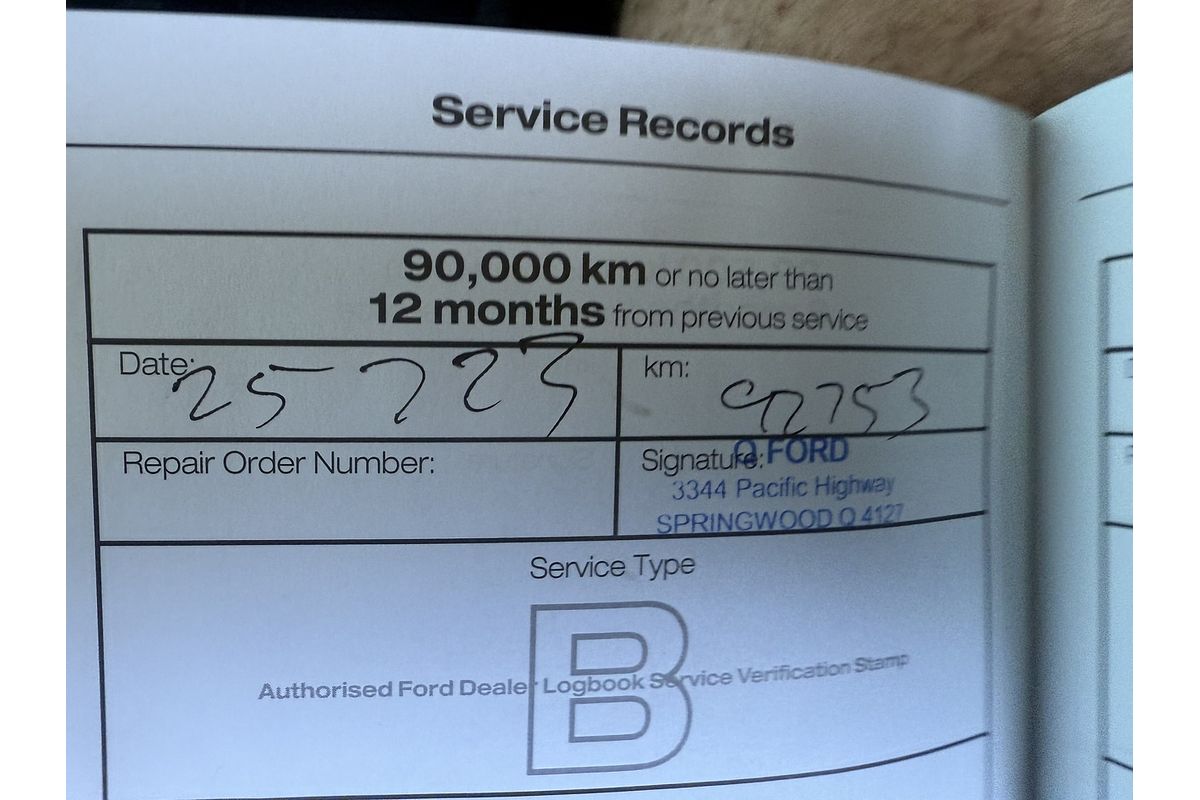 Service Records
90,000 km or no later than
12 months from previous service
Date: 25 7 23
km: 92753
Repair Order Number:
Signature: Q FORD
3344 Pacific Highway
SPRINGWOOD Q 4127
Service Type
B
Authorised Ford Dealer Logbook Service Verification Stamp